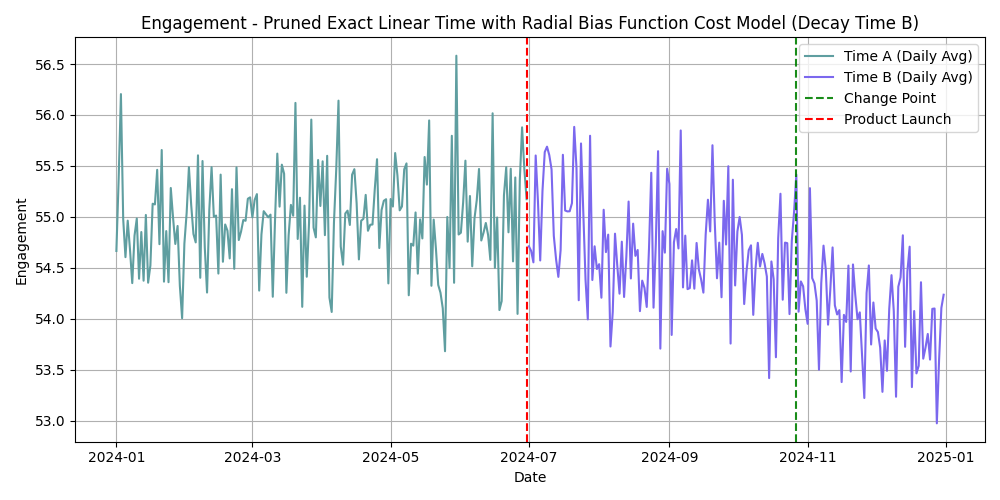 Engagement - Pruned Exact Linear Time with Radial Bias Function Cost Model (Decay Time B)
Engagement
56.5
56.0
55.5
55.0
54.5
54.0
53.5
53.0
Time A (Daily Avg)
Time B (Daily Avg)
Change Point
Product Launch
2024-01
2024-03
2024-05
2024-07
2024-09
2024-11
2025-01
Date